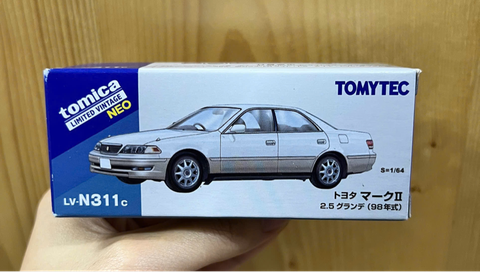 tomica
LIMITED VINTAGE
NEO
TOMYTEC
S=1/64
LV-N311c
トヨタ マークII
2.5 グランデ (98年式)